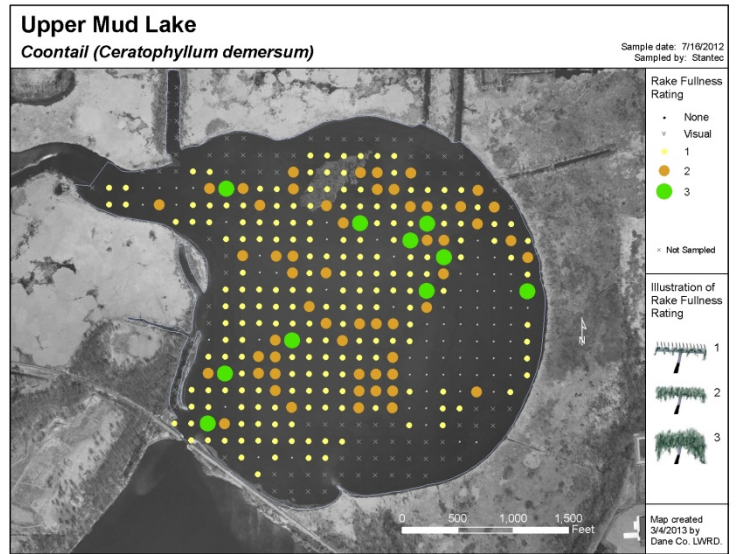 Upper Mud Lake
Coontail (Ceratophyllum demersum)
Sample date: 7/16/2012
Sampled by: Stantec
Rake Fullness
Rating
None
Visual
1
2
3
Not Sampled
Illustration of
Rake Fullness
Rating
1
2
3
N
0 500 1,000 1,500
Feet
Map created
3/4/2013 by
Dane Co. LWRD.